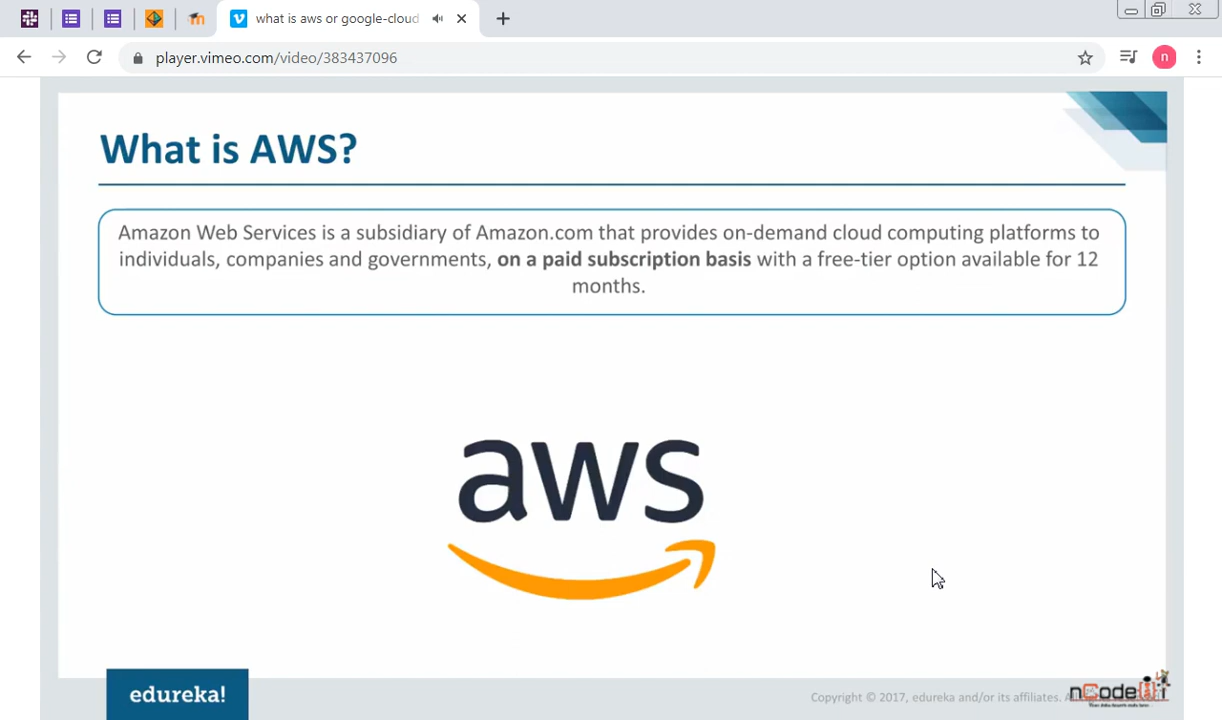 what is aws or google-cloud
player.vimeo.com/video/383437096
n
What is AWS?
Amazon Web Services is a subsidiary of Amazon.com that provides on-demand cloud computing platforms to
individuals, companies and governments, on a paid subscription basis with a free-tier option available for 12
months.
aws
edureka!
Copyright © 2017, edureka and/or its affiliates.